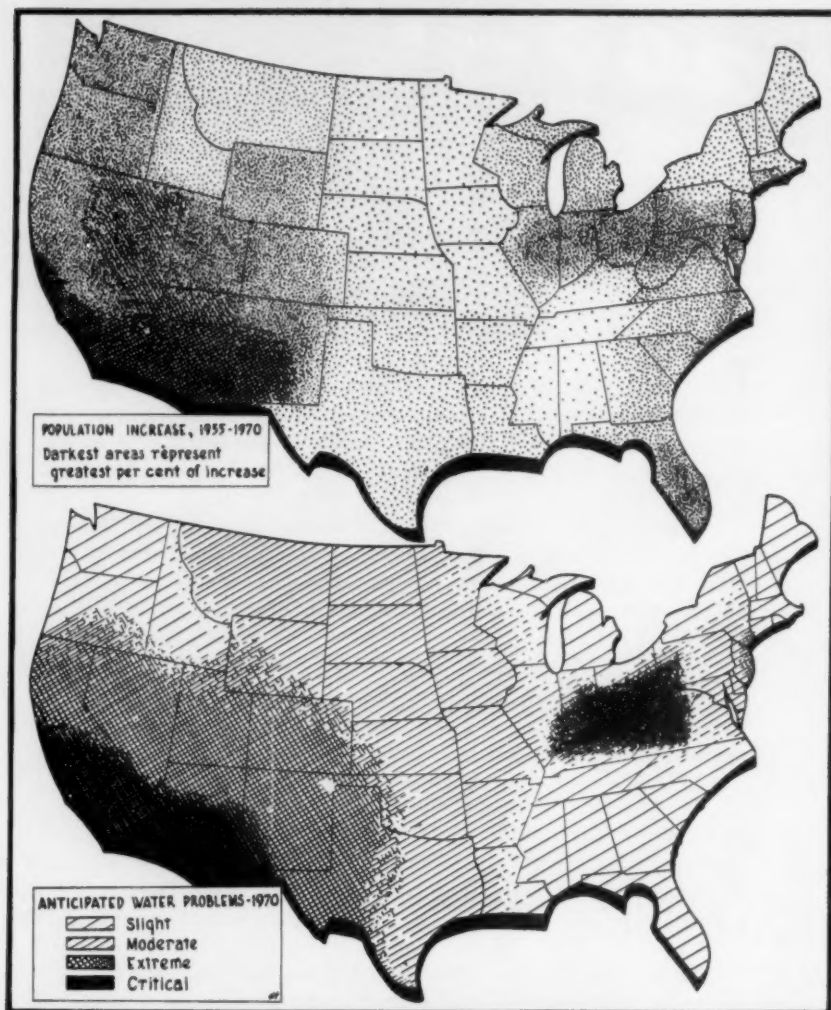 POPULATION INCREASE, 1955-1970
Darkest areas represent
greatest per cent of increase
ANTICIPATED WATER PROBLEMS-1970
Slight
Moderate
Extreme
Critical